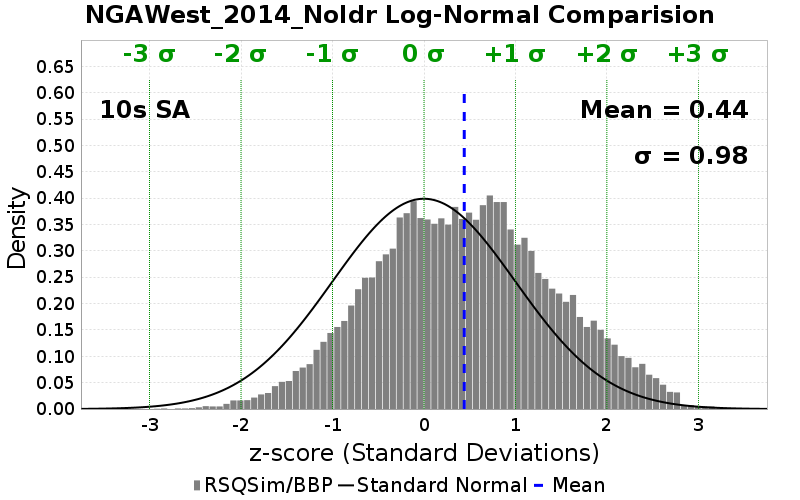 NGAWest_2014_NoIdr Log-Normal Comparision
-3 σ -2 σ -1 σ 0 σ +1 σ +2 σ +3 σ
10s SA
Mean = 0.44
σ = 0.98
Density
0.65
0.60
0.55
0.50
0.45
0.40
0.35
0.30
0.25
0.20
0.15
0.10
0.05
0.00
-3 -2 -1 0 1 2 3
z-score (Standard Deviations)
RSQSim/BBP Standard Normal Mean